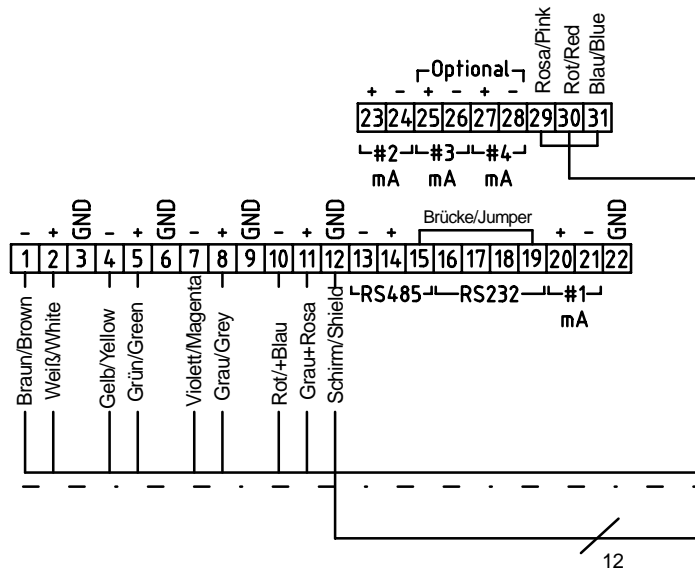 Optional
+ – + – + –
23 24 25 26 27 28 29 30 31
Rosa/Pink
Rot/Red
Blau/Blue
#2 #3 #4
mA mA mA
Brücke/Jumper
– + GND – + GND – + GND – + GND – + + – GND
1 2 3 4 5 6 7 8 9 10 11 12 13 14 15 16 17 18 19 20 21 22
RS485 RS232 #1
mA
Braun/Brown
Weiß/White
Gelb/Yellow
Grün/Green
Violett/Magenta
Grau/Grey
Rot/+Blau
Grau+Rosa
Schirm/Shield
12